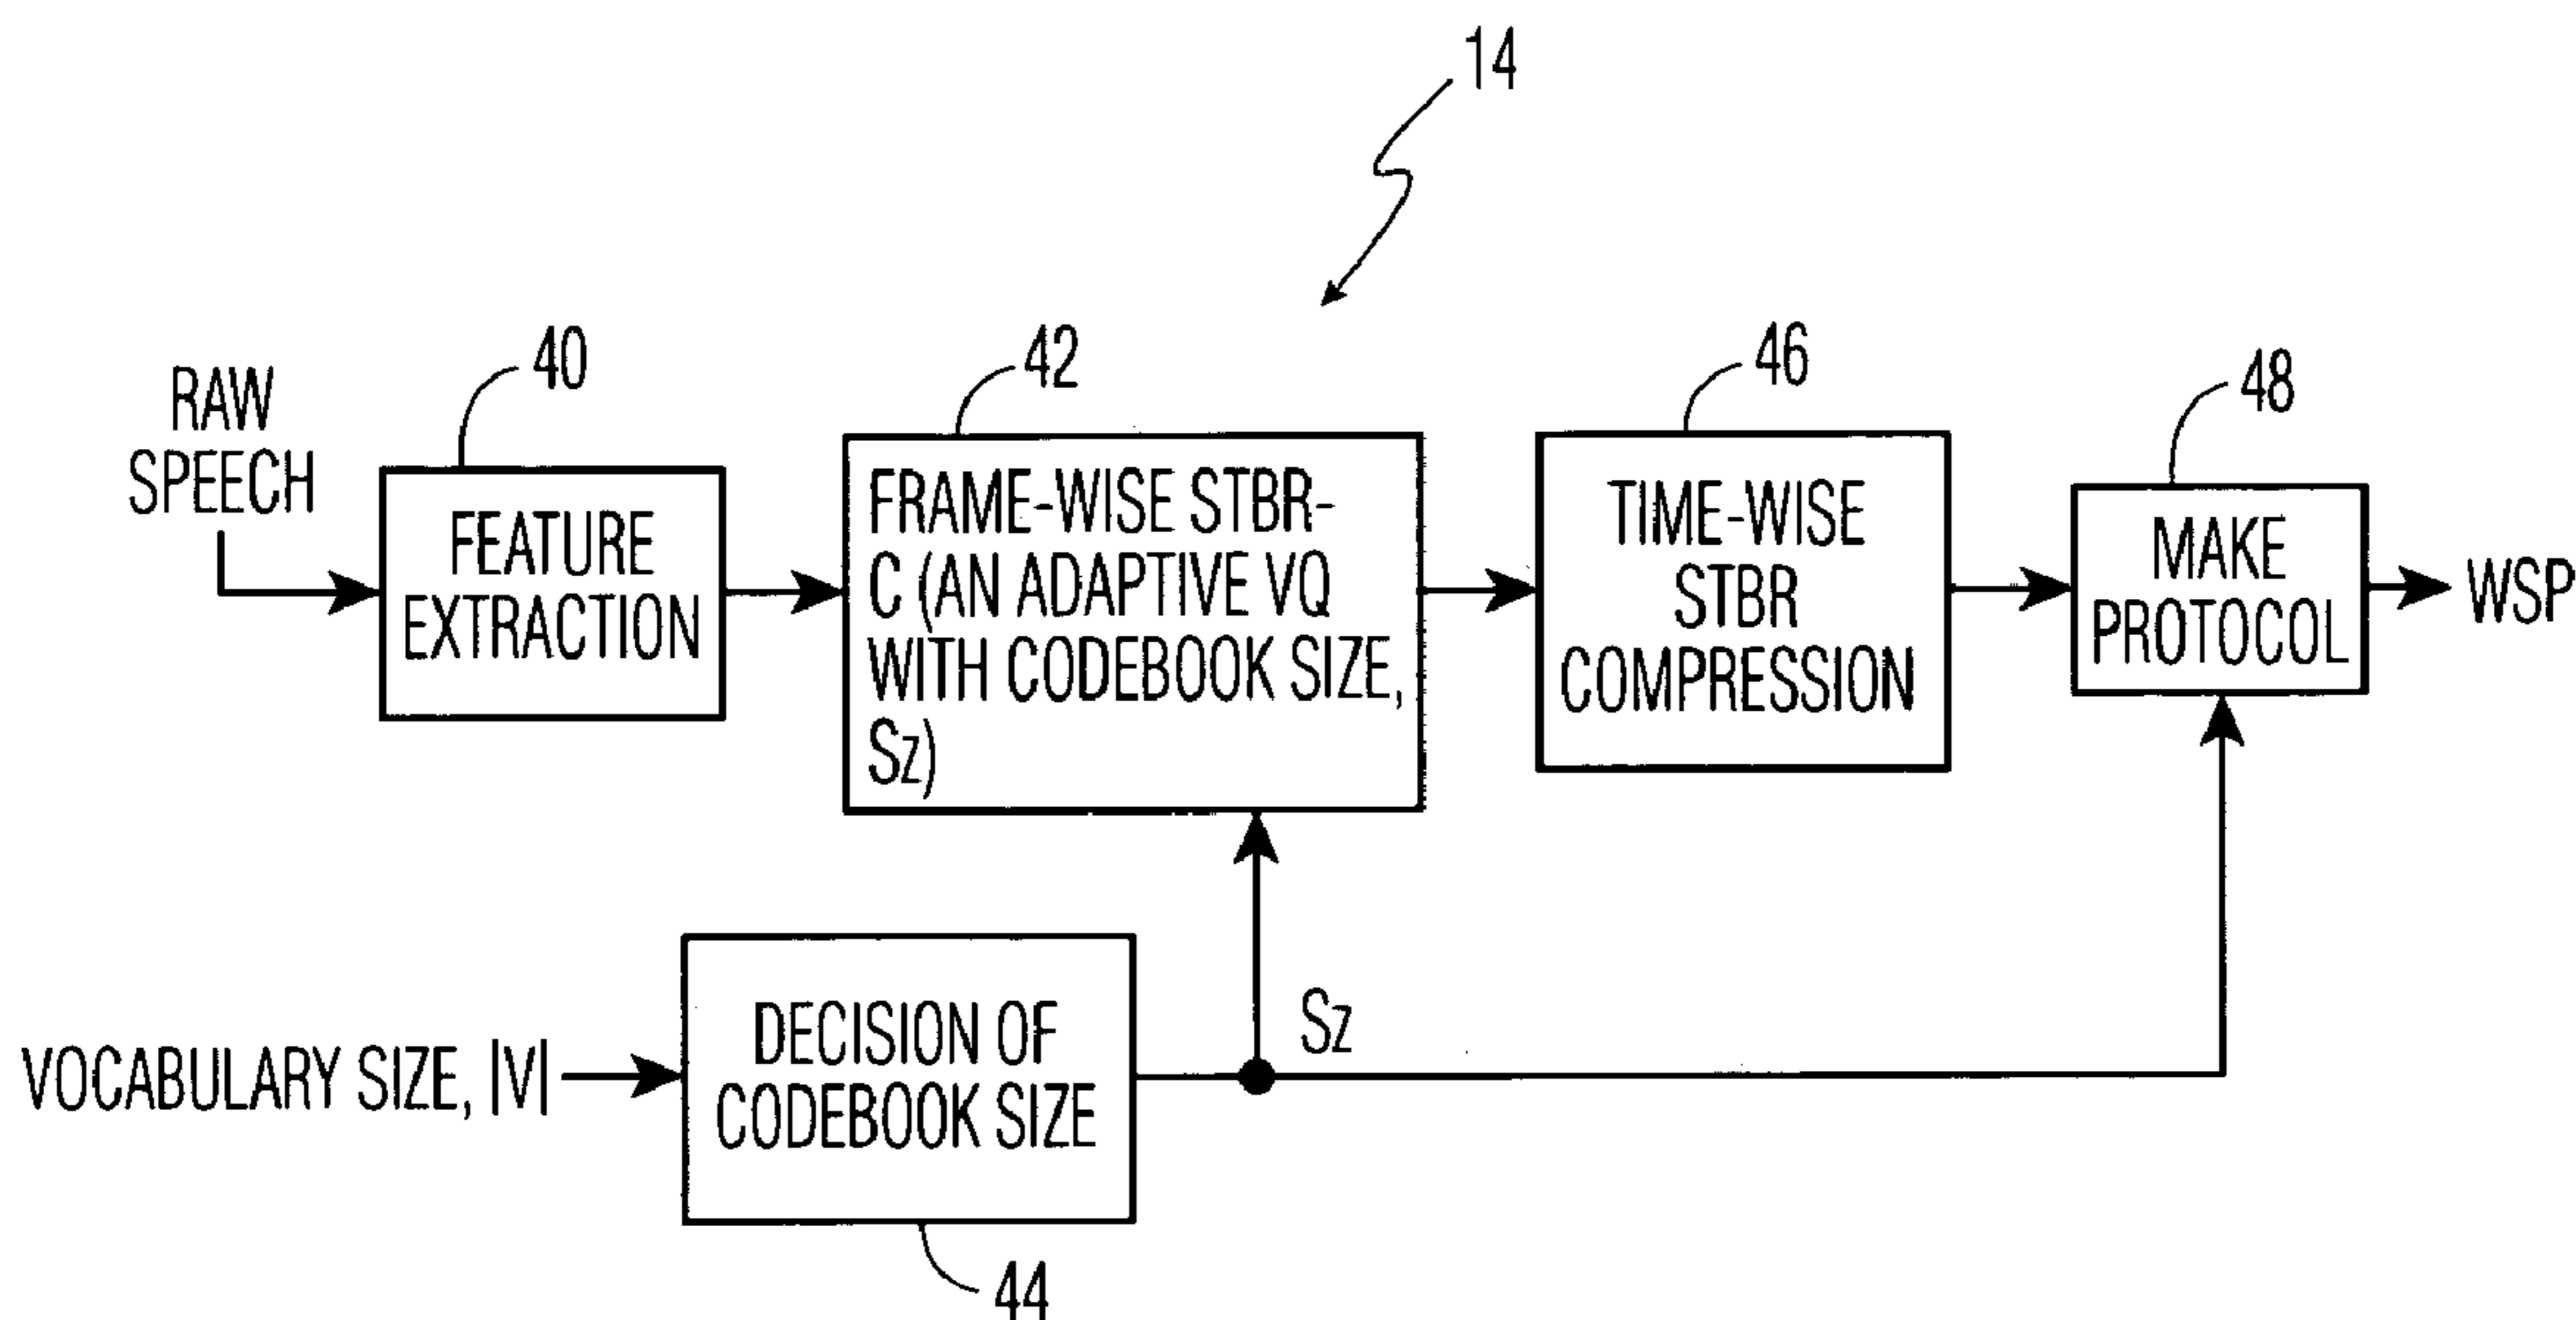 14
40
42
46
48
RAW
SPEECH
FEATURE
EXTRACTION
FRAME-WISE STBR-
C (AN ADAPTIVE VQ
WITH CODEBOOK SIZE,
Sz)
TIME-WISE
STBR
COMPRESSION
MAKE
PROTOCOL
WSP
VOCABULARY SIZE, |V|
DECISION OF
CODEBOOK SIZE
Sz
44